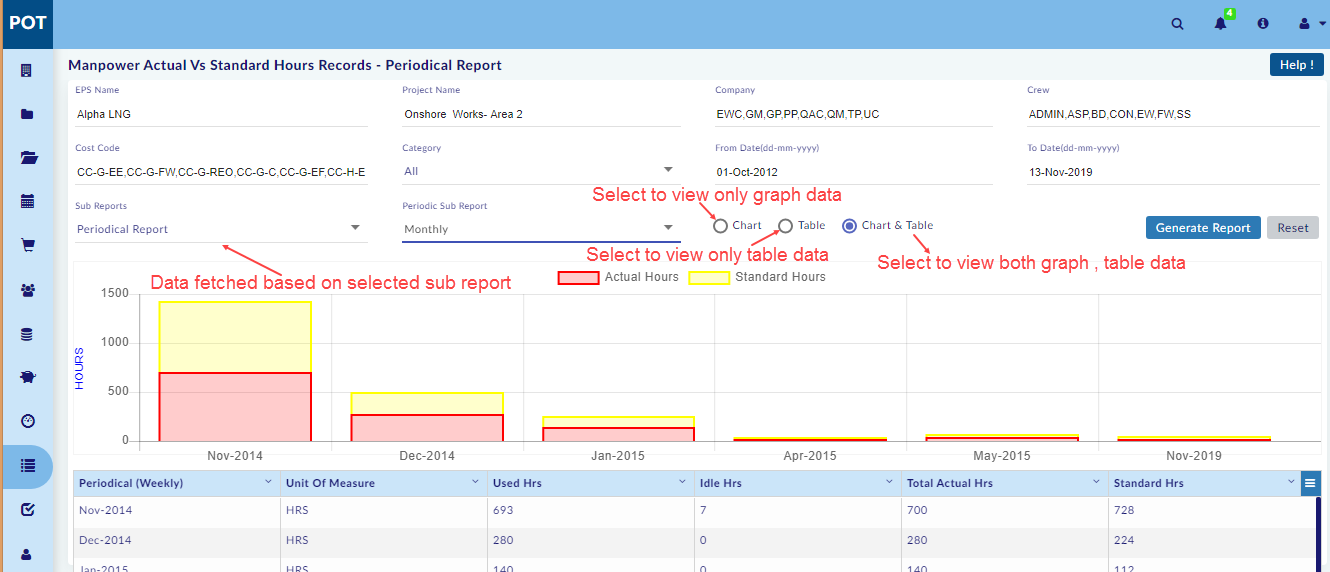 POT
4
Manpower Actual Vs Standard Hours Records - Periodical Report
Help !
EPS Name
Project Name
Company
Crew
Alpha LNG
Onshore Works- Area 2
EWC,GM,GP,PP,QAC,QM,TP,UC
ADMIN,ASP,BD,CON,EW,FW,SS
Cost Code
Category
From Date(dd-mm-yyyy)
To Date(dd-mm-yyyy)
CC-G-EE,CC-G-FW,CC-G-REO,CC-G-C,CC-G-EF,CC-H-E
All
01-Oct-2012
13-Nov-2019
Select to view only graph data
Sub Reports
Periodic Sub Report
Periodical Report
Monthly
Chart
Table
Chart & Table
Generate Report
Reset
Select to view only table data
Select to view both graph , table data
Data fetched based on selected sub report
Actual Hours
Standard Hours
HOURS
1500
1000
500
0
Nov-2014
Dec-2014
Jan-2015
Apr-2015
May-2015
Nov-2019
Periodical (Weekly)
Unit Of Measure
Used Hrs
Idle Hrs
Total Actual Hrs
Standard Hrs
Nov-2014
HRS
693
7
700
728
Dec-2014
HRS
280
0
280
224
Jan-2015
HRS
140
0
140
112